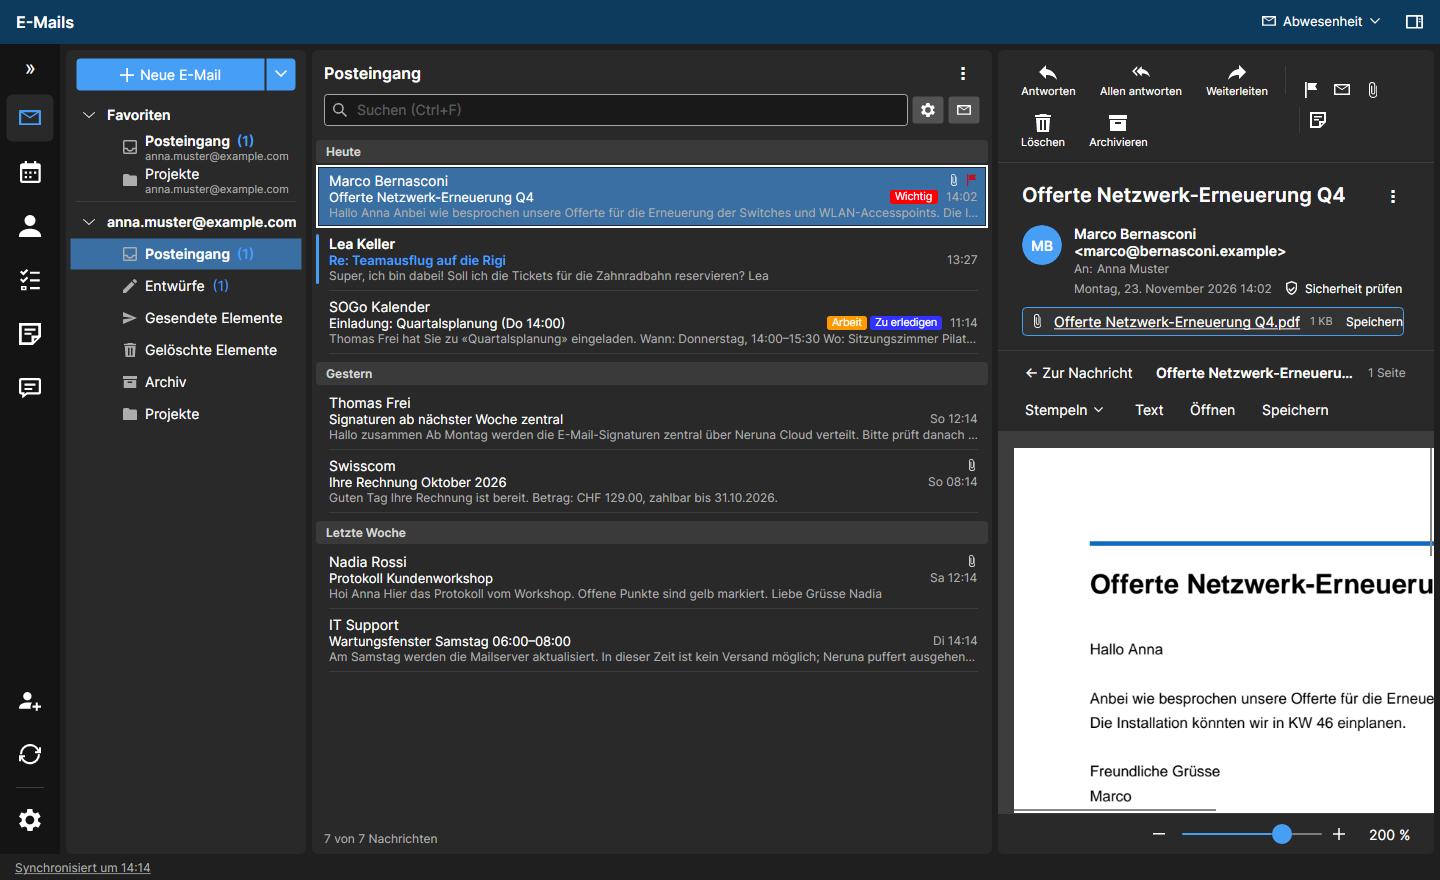 E-Mails
Abwesenheit
Neue E-Mail
Favoriten
Posteingang (1)
anna.muster@example.com
Projekte
anna.muster@example.com
anna.muster@example.com
Posteingang (1)
Entwürfe (1)
Gesendete Elemente
Gelöschte Elemente
Archiv
Projekte
Synchronisiert um 14:14
Posteingang
Suchen (Ctrl+F)
Heute
Marco Bernasconi
Offerte Netzwerk-Erneuerung Q4 Wichtig 14:02
Hallo Anna Anbei wie besprochen unsere Offerte für die Erneuerung der Switches und WLAN-Accesspoints. Die I...
Lea Keller
Re: Teamausflug auf die Rigi 13:27
Super, ich bin dabei! Soll ich die Tickets für die Zahnradbahn reservieren? Lea
SOGo Kalender
Einladung: Quartalsplanung (Do 14:00) Arbeit Zu erledigen 11:14
Thomas Frei hat Sie zu «Quartalsplanung» eingeladen. Wann: Donnerstag, 14:00–15:30 Wo: Sitzungszimmer Pilat...
Gestern
Thomas Frei
Signaturen ab nächster Woche zentral So 12:14
Hallo zusammen Ab Montag werden die E-Mail-Signaturen zentral über Neruna Cloud verteilt. Bitte prüft danach ...
Swisscom
Ihre Rechnung Oktober 2026 So 08:14
Guten Tag Ihre Rechnung ist bereit. Betrag: CHF 129.00, zahlbar bis 31.10.2026.
Letzte Woche
Nadia Rossi
Protokoll Kundenworkshop Sa 12:14
Hoi Anna Hier das Protokoll vom Workshop. Offene Punkte sind gelb markiert. Liebe Grüsse Nadia
IT Support
Wartungsfenster Samstag 06:00–08:00 Di 14:14
Am Samstag werden die Mailserver aktualisiert. In dieser Zeit ist kein Versand möglich; Neruna puffert ausgehen...
7 von 7 Nachrichten
Antworten Allen antworten Weiterleiten
Löschen Archivieren
Offerte Netzwerk-Erneuerung Q4
MB
Marco Bernasconi
<marco@bernasconi.example>
An: Anna Muster
Montag, 23. November 2026 14:02 Sicherheit prüfen
Offerte Netzwerk-Erneuerung Q4.pdf 1 KB Speichern
Zur Nachricht Offerte Netzwerk-Erneueru... 1 Seite
Stempeln Text Öffnen Speichern
Offerte Netzwerk-Erneueru
Hallo Anna
Anbei wie besprochen unsere Offerte für die Erneue
Die Installation könnten wir in KW 46 einplanen.
Freundliche Grüsse
Marco
200 %